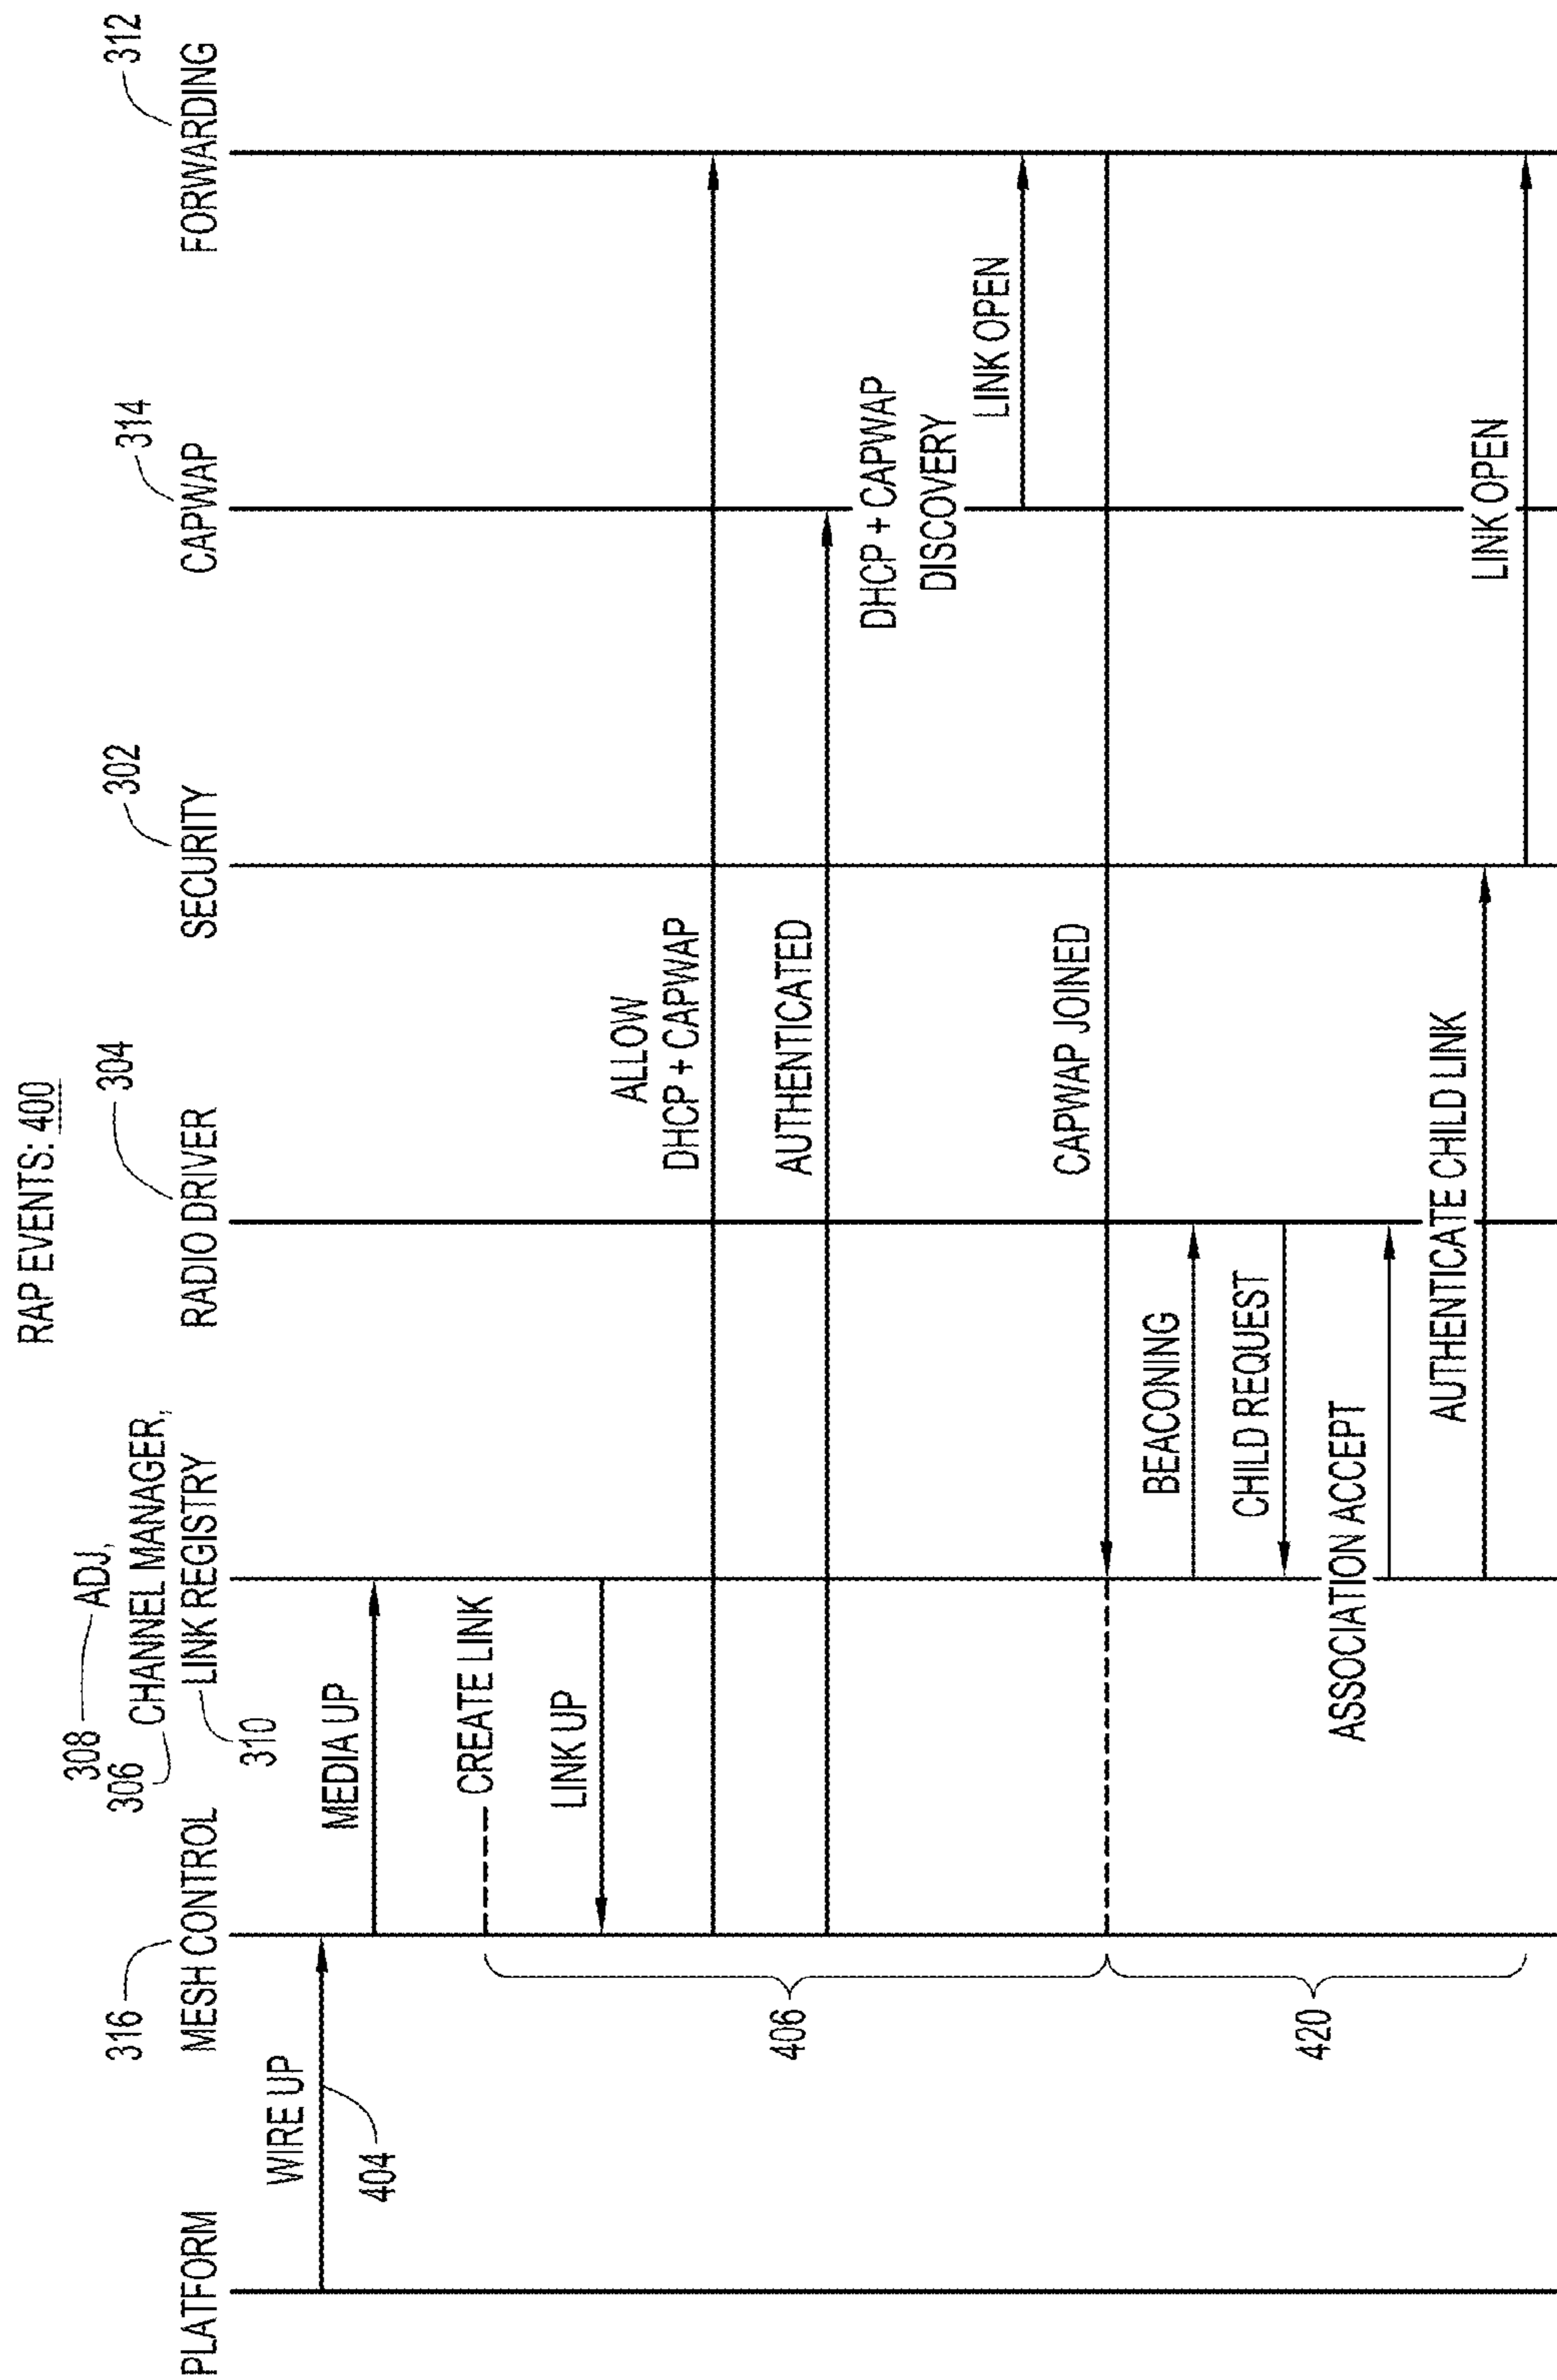 RAP EVENTS: 400
PLATFORM
316
MESH CONTROL
308 ADJ,
306 CHANNEL MANAGER,
LINK REGISTRY
310
304
RADIO DRIVER
302
SECURITY
314
CAPWAP
312
FORWARDING
WIRE UP
404
MEDIA UP
CREATE LINK
LINK UP
ALLOW
DHCP + CAPWAP
AUTHENTICATED
DHCP + CAPWAP
DISCOVERY
LINK OPEN
406
CAPWAP JOINED
BEACONING
CHILD REQUEST
ASSOCIATION ACCEPT
420
AUTHENTICATE CHILD LINK
LINK OPEN